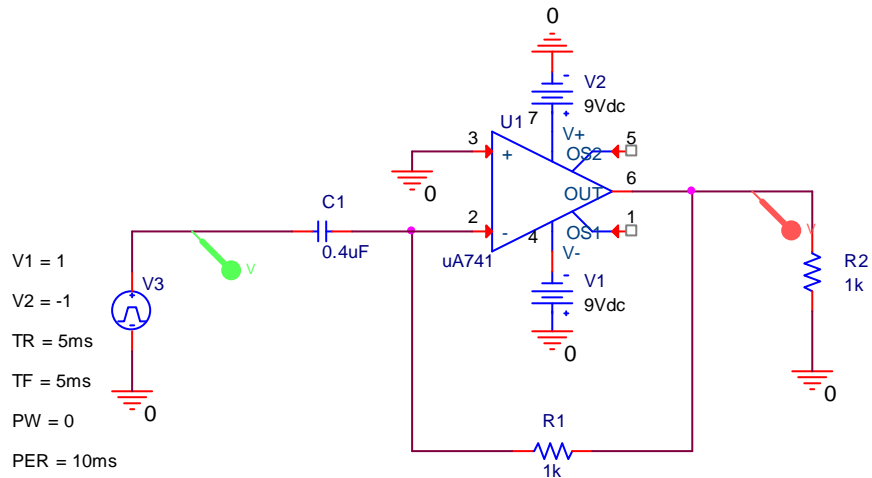 0
V2
9Vdc
7
U1
3
+
V+
5
OS2
6
OUT
0
C1
0.4uF
2
-
4
OS1
1
V-
uA741
V
V
V1 = 1
V2 = -1
TR = 5ms
TF = 5ms
PW = 0
PER = 10ms
V3
0
V1
9Vdc
0
R2
1k
0
R1
1k